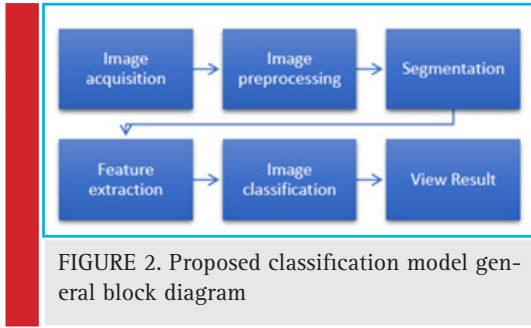 Image
acquisition
Image
preprocessing
Segmentation
Feature
extraction
Image
classification
View Result
FIGURE 2. Proposed classification model gen-
eral block diagram